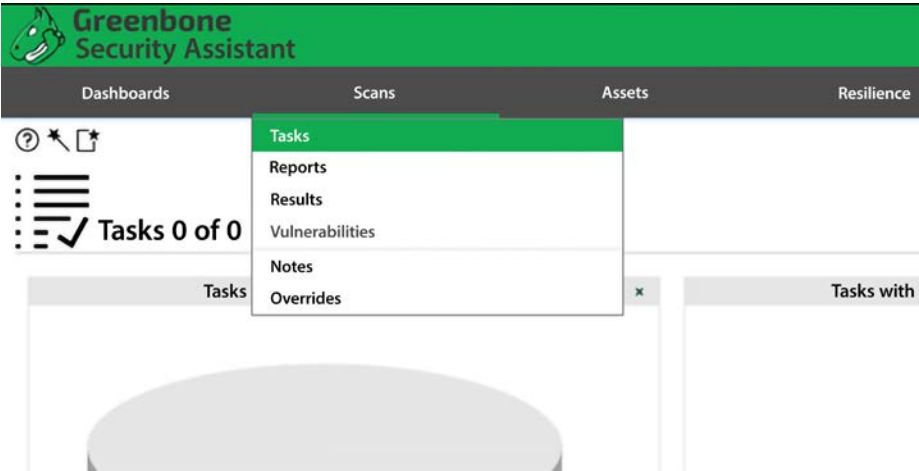 Greenbone
Security Assistant
Dashboards Scans Assets Resilience
Tasks
Reports
Results
Vulnerabilities
Notes
Overrides
Tasks 0 of 0
Tasks
Tasks with